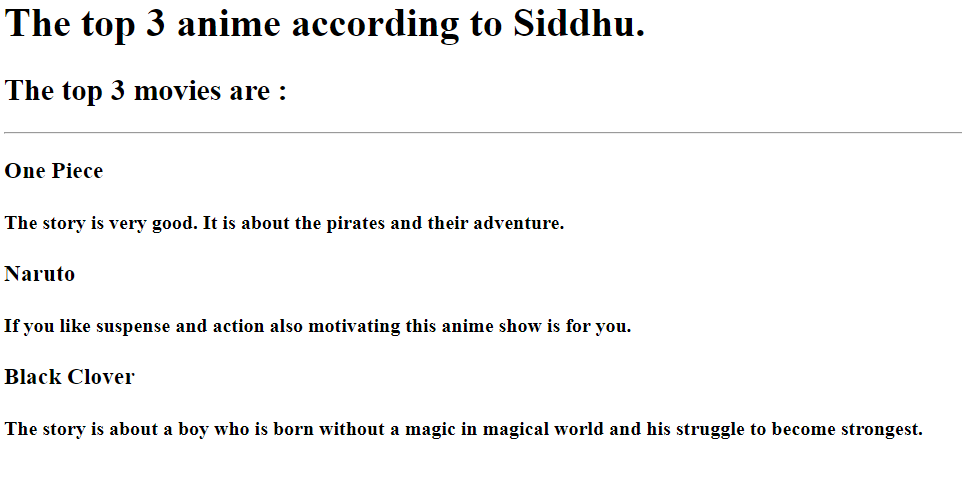 The top 3 anime according to Siddhu.
The top 3 movies are :
One Piece
The story is very good. It is about the pirates and their adventure.
Naruto
If you like suspense and action also motivating this anime show is for you.
Black Clover
The story is about a boy who is born without a magic in magical world and his struggle to become strongest.